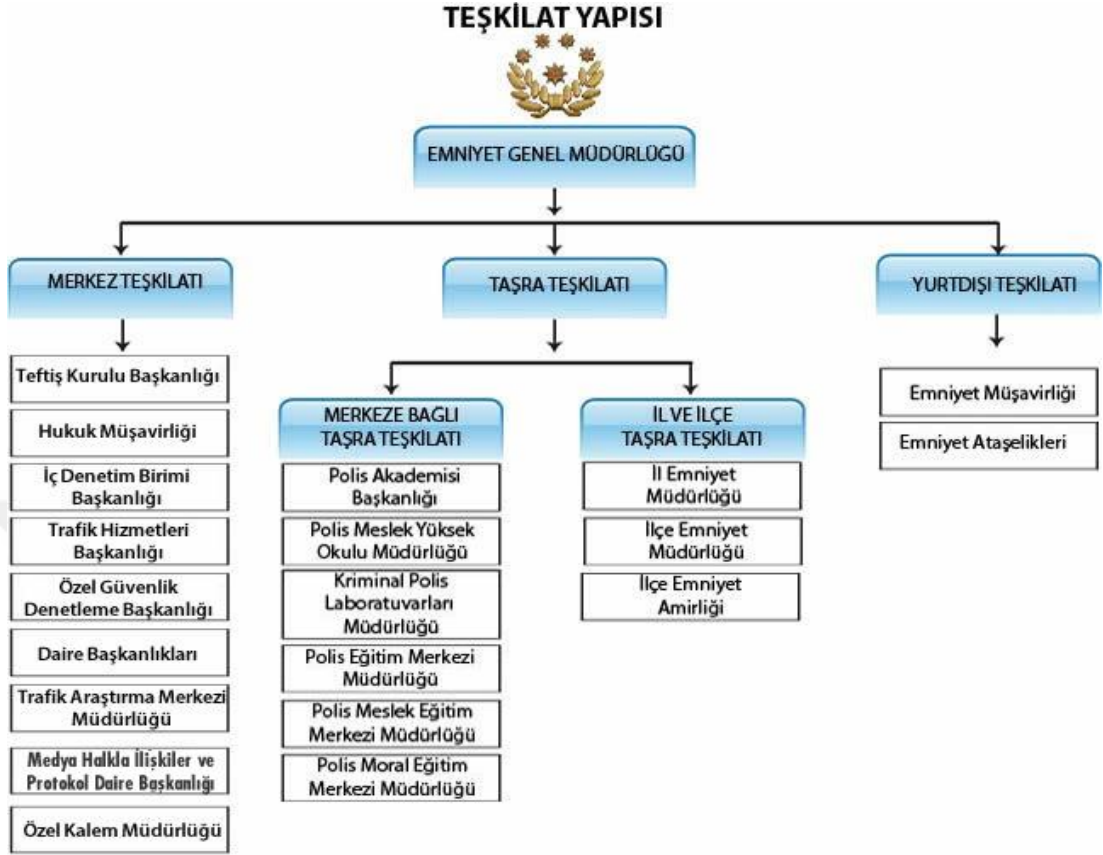 TEŞKİLAT YAPISI
EMNİYET GENEL MÜDÜRLÜĞÜ
MERKEZ TEŞKİLATI
Teftiş Kurulu Başkanlığı
Hukuk Müşavirliği
İç Denetim Birimi
Başkanlığı
Trafik Hizmetleri
Başkanlığı
Özel Güvenlik
Denetleme Başkanlığı
Daire Başkanlıkları
Trafik Araştırma Merkezi
Müdürlüğü
Medya Halkla İlişkiler ve
Protokol Daire Başkanlığı
Özel Kalem Müdürlüğü
TAŞRA TEŞKİLATI
MERKEZE BAĞLI
TAŞRA TEŞKİLATI
Polis Akademisi
Başkanlığı
Polis Meslek Yüksek
Okulu Müdürlüğü
Kriminal Polis
Laboratuvarları
Müdürlüğü
Polis Eğitim Merkezi
Müdürlüğü
Polis Meslek Eğitim
Merkezi Müdürlüğü
Polis Moral Eğitim
Merkezi Müdürlüğü
İL VE İLÇE
TAŞRA TEŞKİLATI
İl Emniyet
Müdürlüğü
İlçe Emniyet
Müdürlüğü
İlçe Emniyet
Amirliği
YURTDIŞI TEŞKİLATI
Emniyet Müşavirliği
Emniyet Ataşelikleri